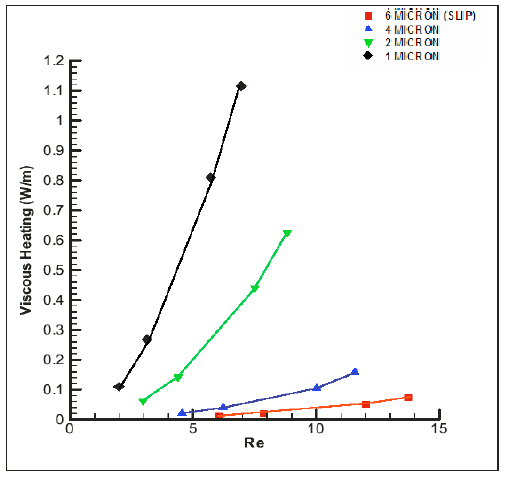 6 MICRON (SLIP)
4 MICRON
2 MICRON
1 MICRON
1.2
1.1
1
0.9
0.8
0.7
0.6
0.5
0.4
0.3
0.2
0.1
0
Viscous Heating (W/m)
0 5 10 15
Re